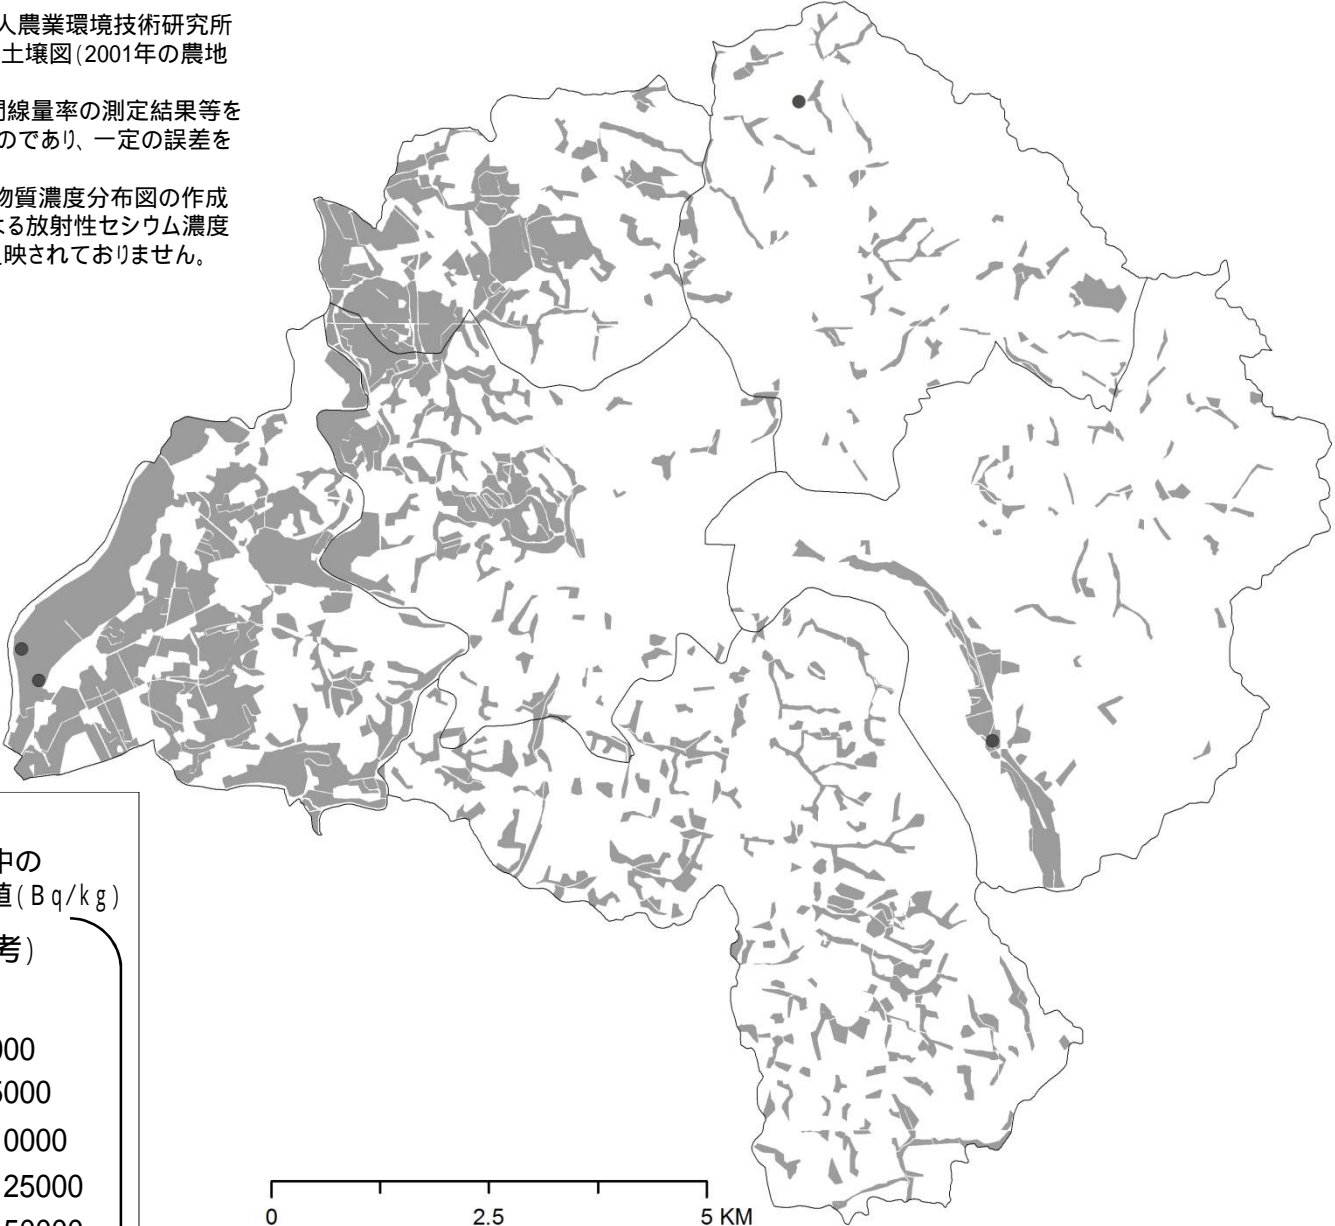 人農業環境技術研究所
土壌図(2001年の農地
間線量率の測定結果等を
のであり、一定の誤差を
物質濃度分布図の作成
よる放射性セシウム濃度
映されておりません。
中の
値(Bq/kg)
考)
000
5000
0000
25000
50000
0 2.5 5 KM